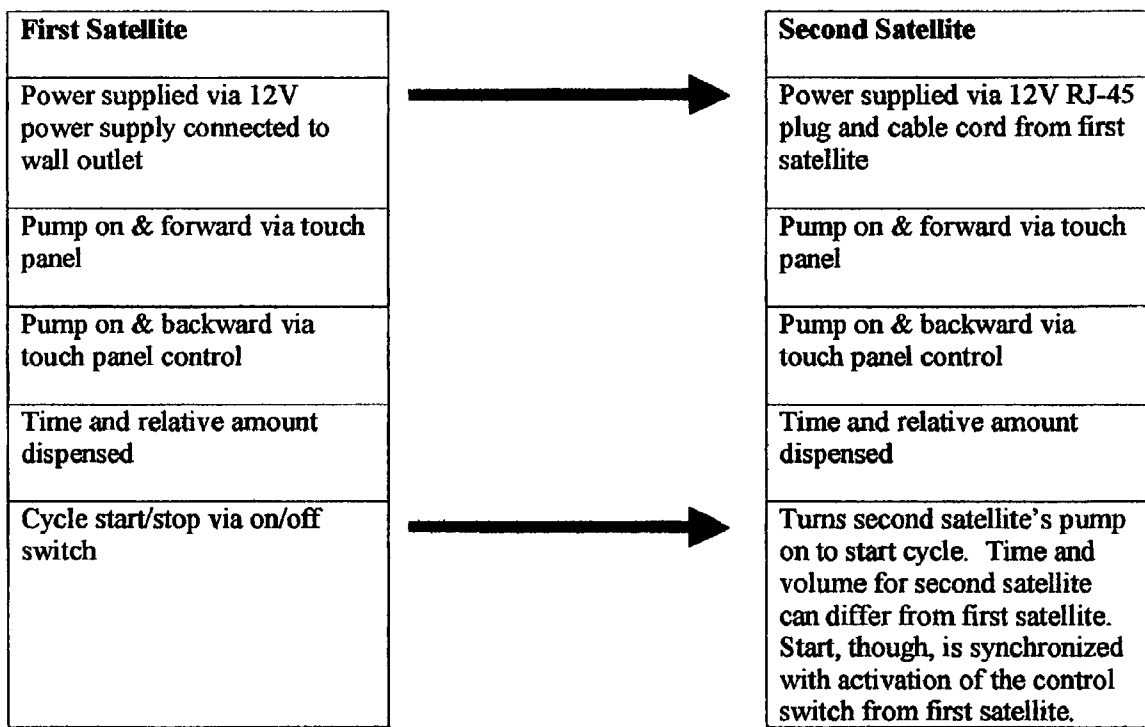 First Satellite
Power supplied via 12V
power supply connected to
wall outlet
Pump on & forward via touch
panel
Pump on & backward via
touch panel control
Time and relative amount
dispensed
Cycle start/stop via on/off
switch
Second Satellite
Power supplied via 12V RJ-45
plug and cable cord from first
satellite
Pump on & forward via touch
panel
Pump on & backward via
touch panel control
Time and relative amount
dispensed
Turns second satellite's pump
on to start cycle. Time and
volume for second satellite
can differ from first satellite.
Start, though, is synchronized
with activation of the control
switch from first satellite.